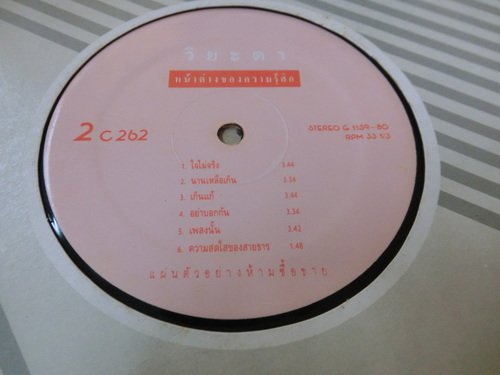 วิยะดา
หน้าต่างของความรู้สึก
2 C 262
STEREO G 1139-80
RPM 33 1/3
1. ใจไม่จริง 3.44
2. นานเหลือเกิน 3.54
3. เก็บแก้ 3.44
4. อย่าบอกกัน 3.34
5. เพลงนั้น 3.42
6. ความสดใสของสายธาร 1.48
แผ่นตัวอย่างห้ามซื้อขาย